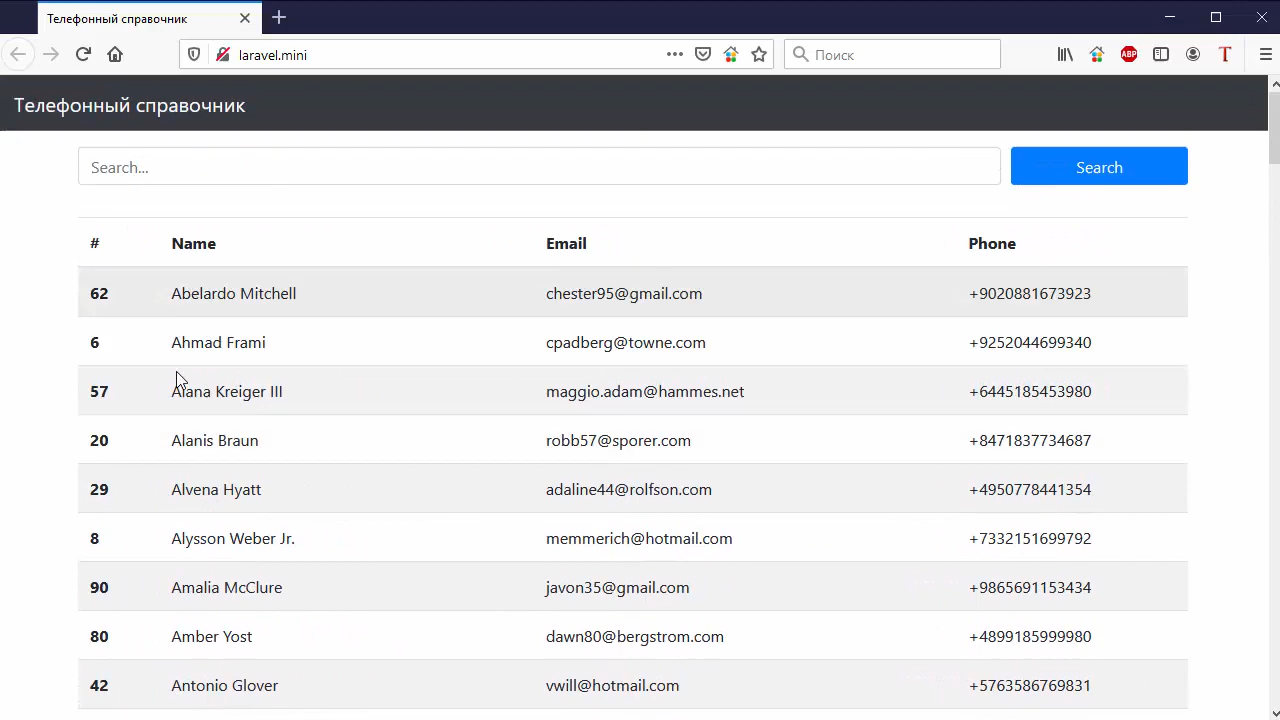 Телефонный справочник
laravel.mini
Поиск
ABP
T
Телефонный справочник
Search...
Search
# Name Email Phone
62 Abelardo Mitchell chester95@gmail.com +9020881673923
6 Ahmad Frami cpadberg@towne.com +9252044699340
57 Alana Kreiger III maggio.adam@hammes.net +6445185453980
20 Alanis Braun robb57@sporer.com +8471837734687
29 Alvena Hyatt adaline44@rolfson.com +4950778441354
8 Alysson Weber Jr. memmerich@hotmail.com +7332151699792
90 Amalia McClure javon35@gmail.com +9865691153434
80 Amber Yost dawn80@bergstrom.com +4899185999980
42 Antonio Glover vwill@hotmail.com +5763586769831